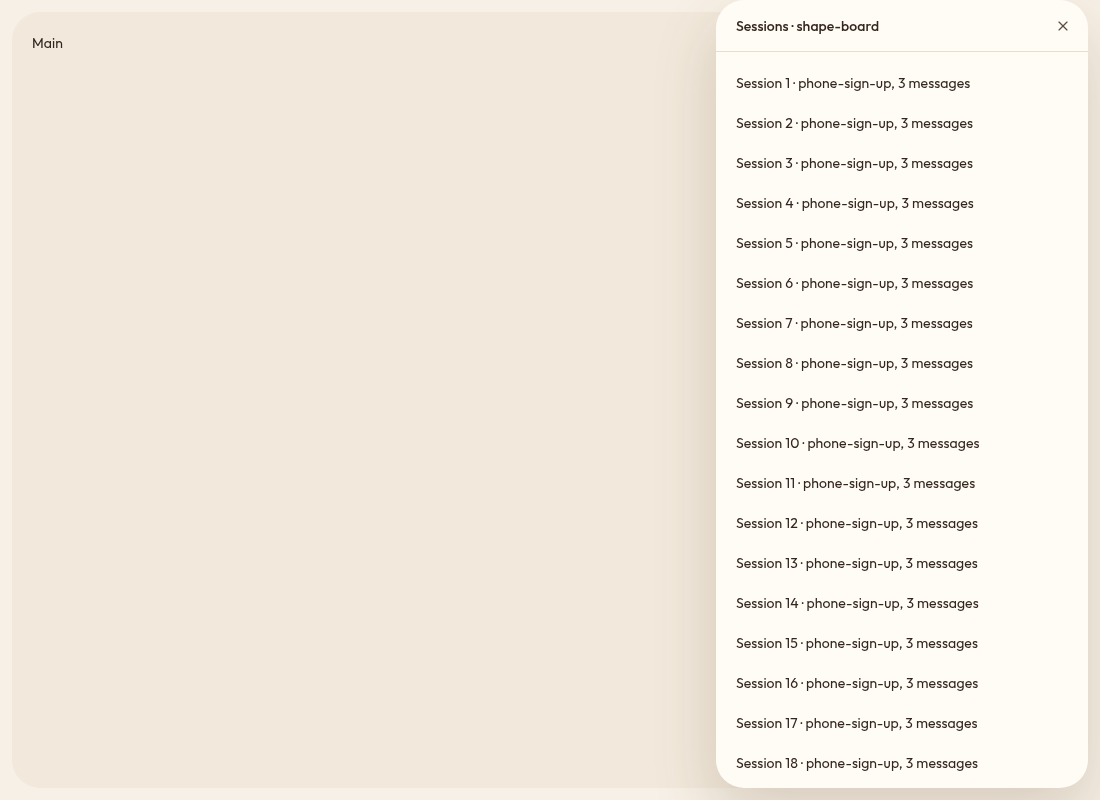 Main
Sessions · shape-board
Session 1 · phone-sign-up, 3 messages
Session 2 · phone-sign-up, 3 messages
Session 3 · phone-sign-up, 3 messages
Session 4 · phone-sign-up, 3 messages
Session 5 · phone-sign-up, 3 messages
Session 6 · phone-sign-up, 3 messages
Session 7 · phone-sign-up, 3 messages
Session 8 · phone-sign-up, 3 messages
Session 9 · phone-sign-up, 3 messages
Session 10 · phone-sign-up, 3 messages
Session 11 · phone-sign-up, 3 messages
Session 12 · phone-sign-up, 3 messages
Session 13 · phone-sign-up, 3 messages
Session 14 · phone-sign-up, 3 messages
Session 15 · phone-sign-up, 3 messages
Session 16 · phone-sign-up, 3 messages
Session 17 · phone-sign-up, 3 messages
Session 18 · phone-sign-up, 3 messages